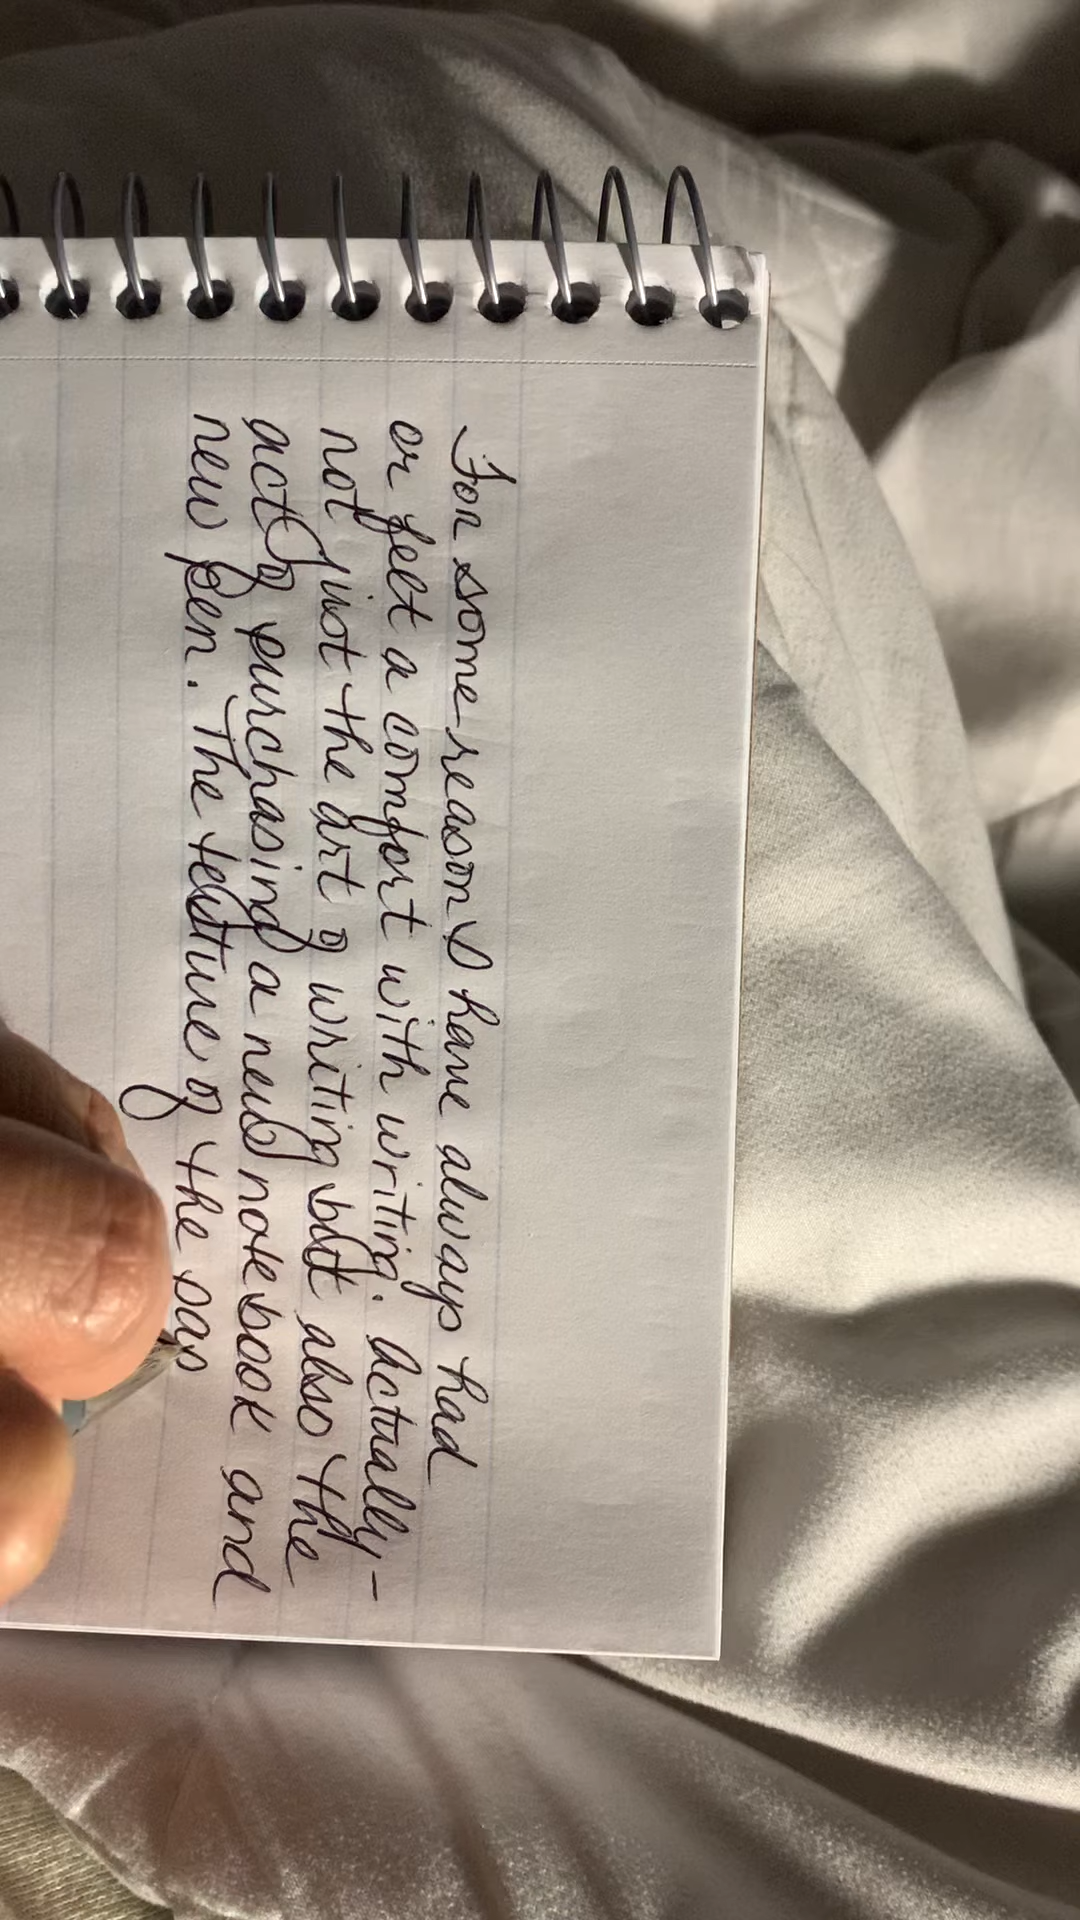 For some reason I have always had
or felt a comfort with writing. Actually -
not just the art of writing but also the
act of purchasing a new notebook and
new pen. The texture of the pap